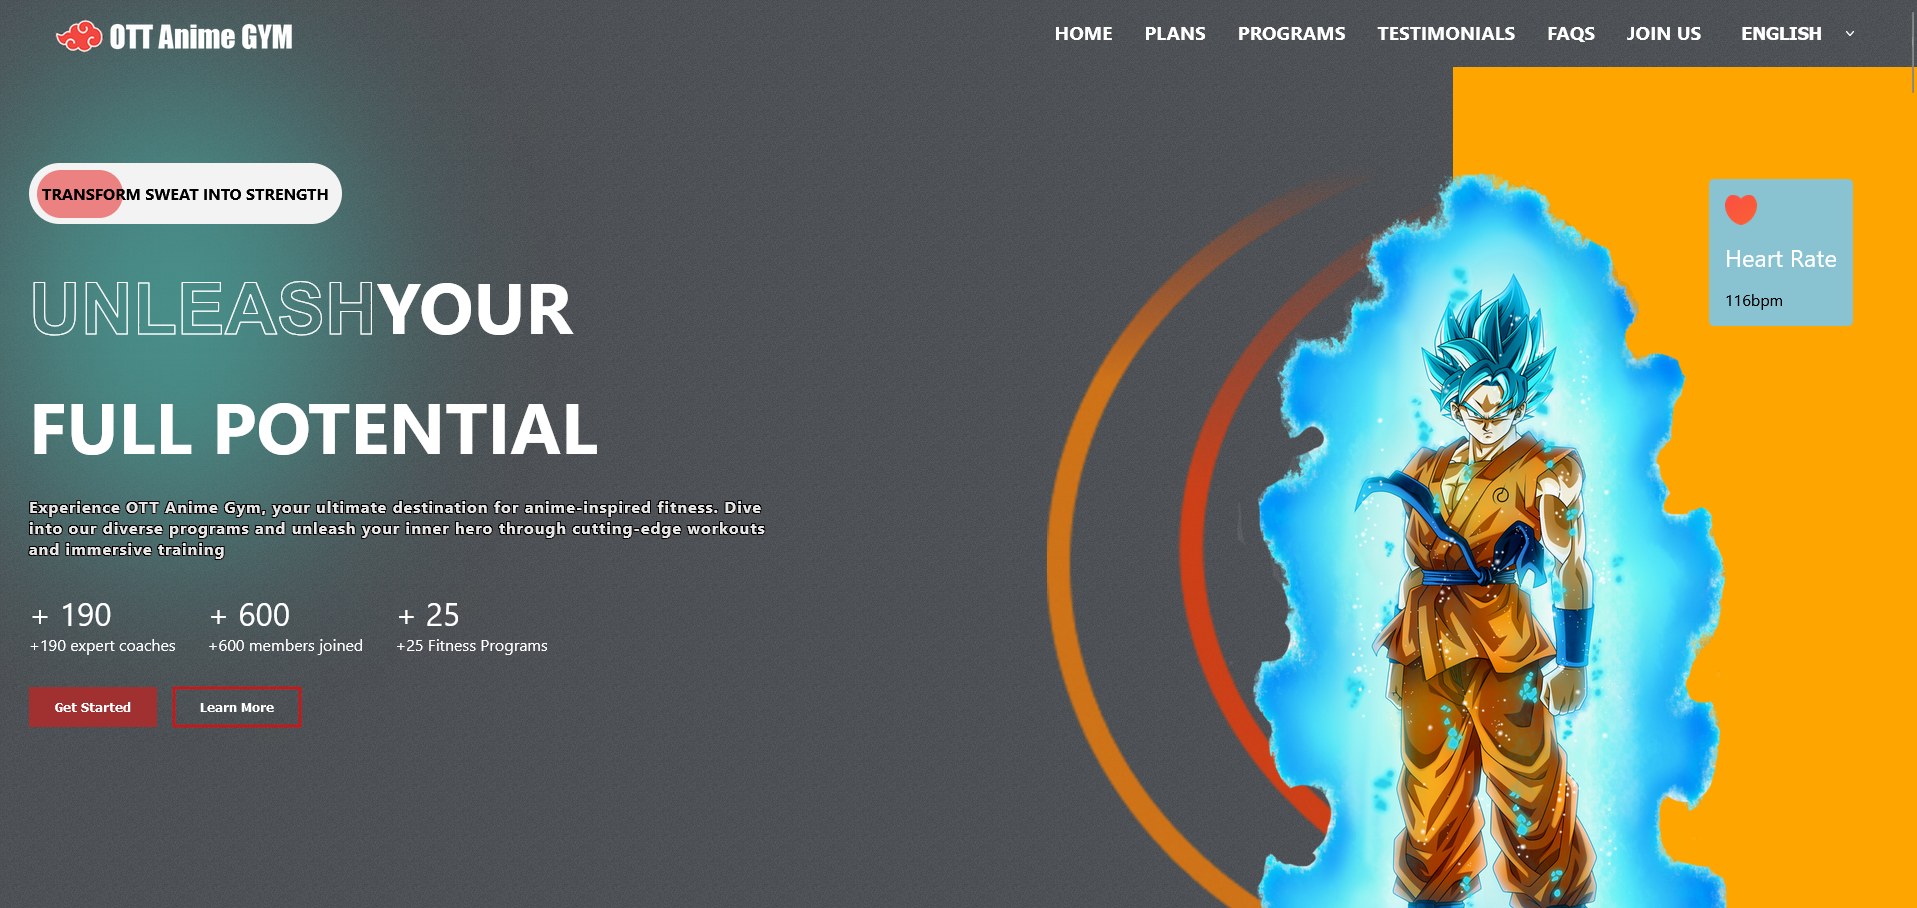 OTT Anime GYM
HOME PLANS PROGRAMS TESTIMONIALS FAQS JOIN US ENGLISH
TRANSFORM SWEAT INTO STRENGTH
UNLEASHYOUR
FULL POTENTIAL
Experience OTT Anime Gym, your ultimate destination for anime-inspired fitness. Dive
into our diverse programs and unleash your inner hero through cutting-edge workouts
and immersive training
+ 190 + 600 + 25
+190 expert coaches +600 members joined +25 Fitness Programs
Get Started Learn More
Heart Rate
116bpm